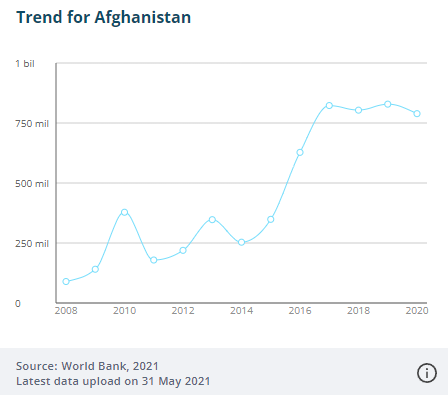 Trend for Afghanistan
1 bil
750 mil
500 mil
250 mil
0
2008 2010 2012 2014 2016 2018 2020
Source: World Bank, 2021
Latest data upload on 31 May 2021